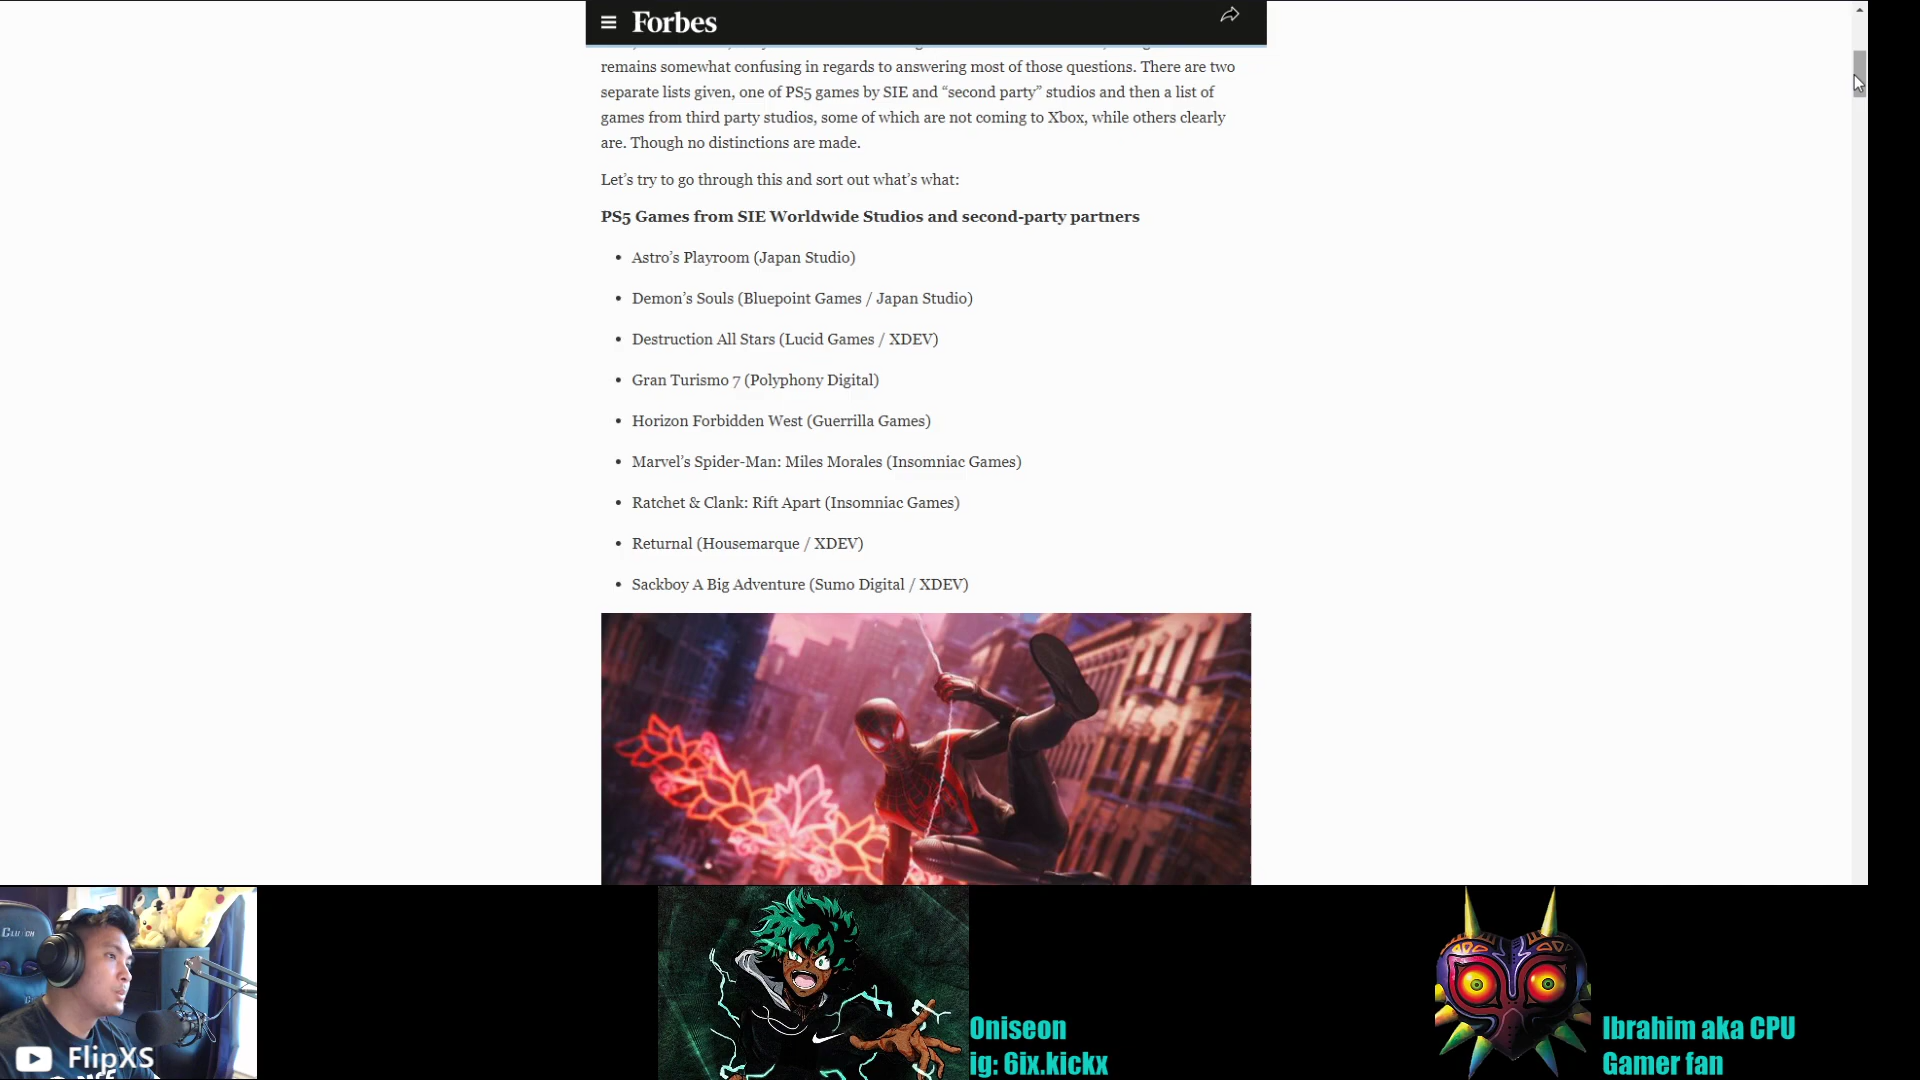 Forbes
remains somewhat confusing in regards to answering most of those questions. There are two
separate lists given, one of PS5 games by SIE and “second party” studios and then a list of
games from third party studios, some of which are not coming to Xbox, while others clearly
are. Though no distinctions are made.
Let’s try to go through this and sort out what’s what:
PS5 Games from SIE Worldwide Studios and second-party partners
• Astro’s Playroom (Japan Studio)
• Demon’s Souls (Bluepoint Games / Japan Studio)
• Destruction All Stars (Lucid Games / XDEV)
• Gran Turismo 7 (Polyphony Digital)
• Horizon Forbidden West (Guerrilla Games)
• Marvel’s Spider-Man: Miles Morales (Insomniac Games)
• Ratchet & Clank: Rift Apart (Insomniac Games)
• Returnal (Housemarque / XDEV)
• Sackboy A Big Adventure (Sumo Digital / XDEV)
FlipXS
Oniseon
ig: 6ix.kickx
Ibrahim aka CPU
Gamer fan